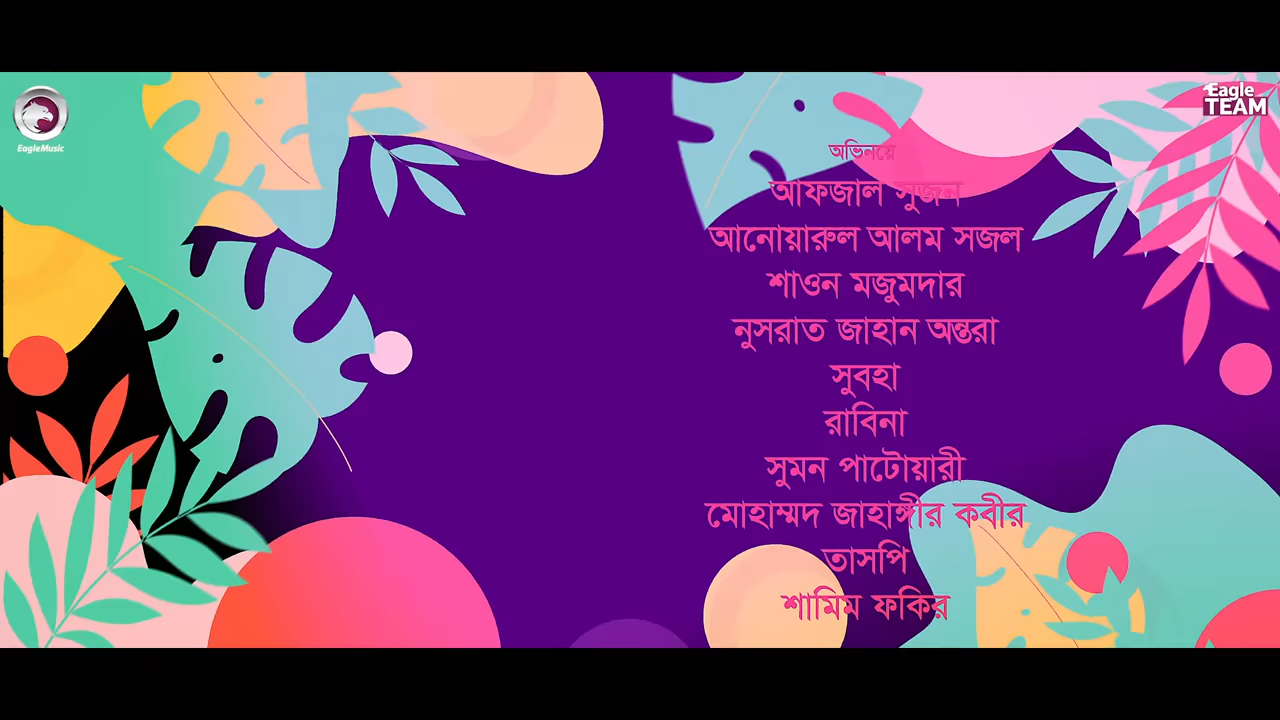 EagleMusic
Eagle
TEAM
অভিনয়ে
আফজাল সুজন
আনোয়ারুল আলম সজল
শাওন মজুমদার
নুসরাত জাহান অন্তরা
সুবহা
রাবিনা
সুমন পাটোয়ারী
মোহাম্মদ জাহাঙ্গীর কবীর
তাসপি
শামিম ফকির